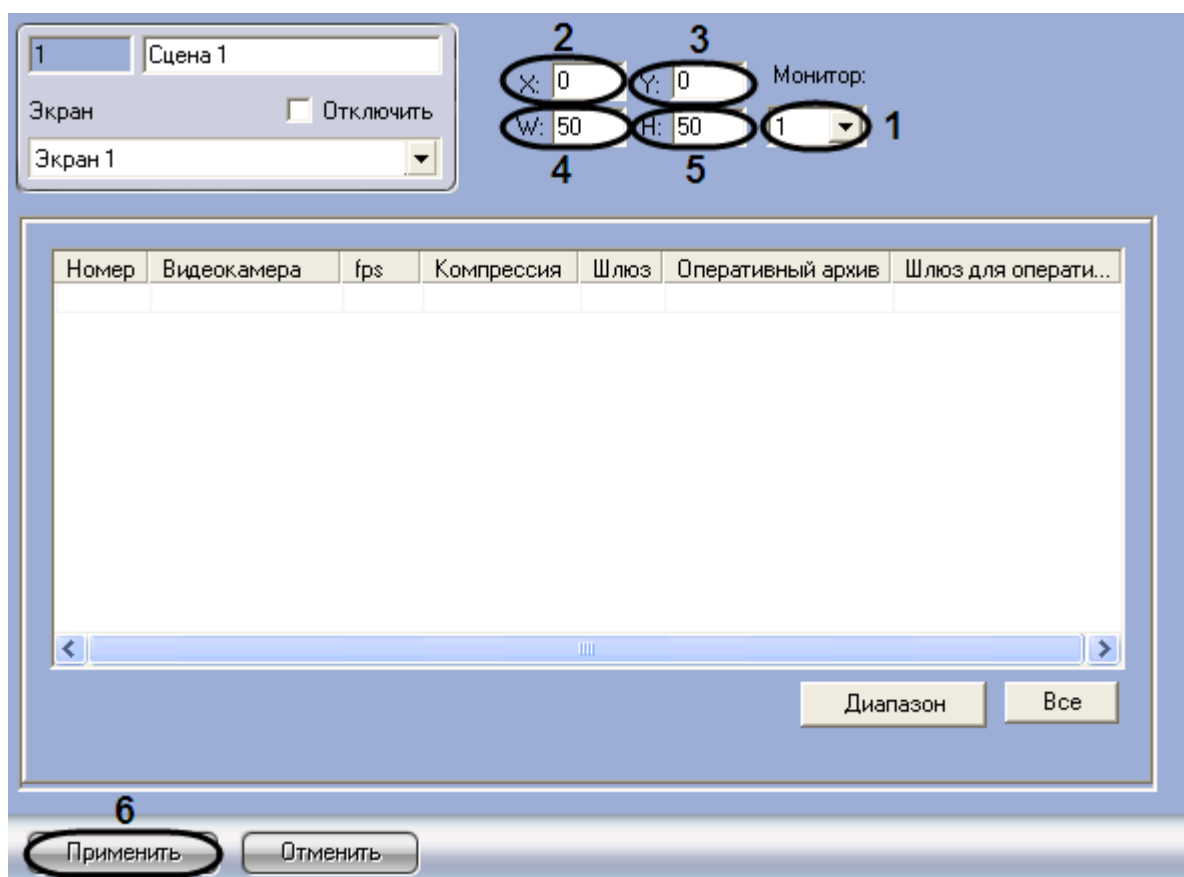 2 3
1 Сцена 1
X: 0 Y: 0 Монитор:
Экран Отключить
W: 50 H: 50 1 1
Экран 1
4 5
Номер Видеокамера fps Компрессия Шлюз Оперативный архив Шлюз для операти...
Диапазон Все
6
Применить Отменить